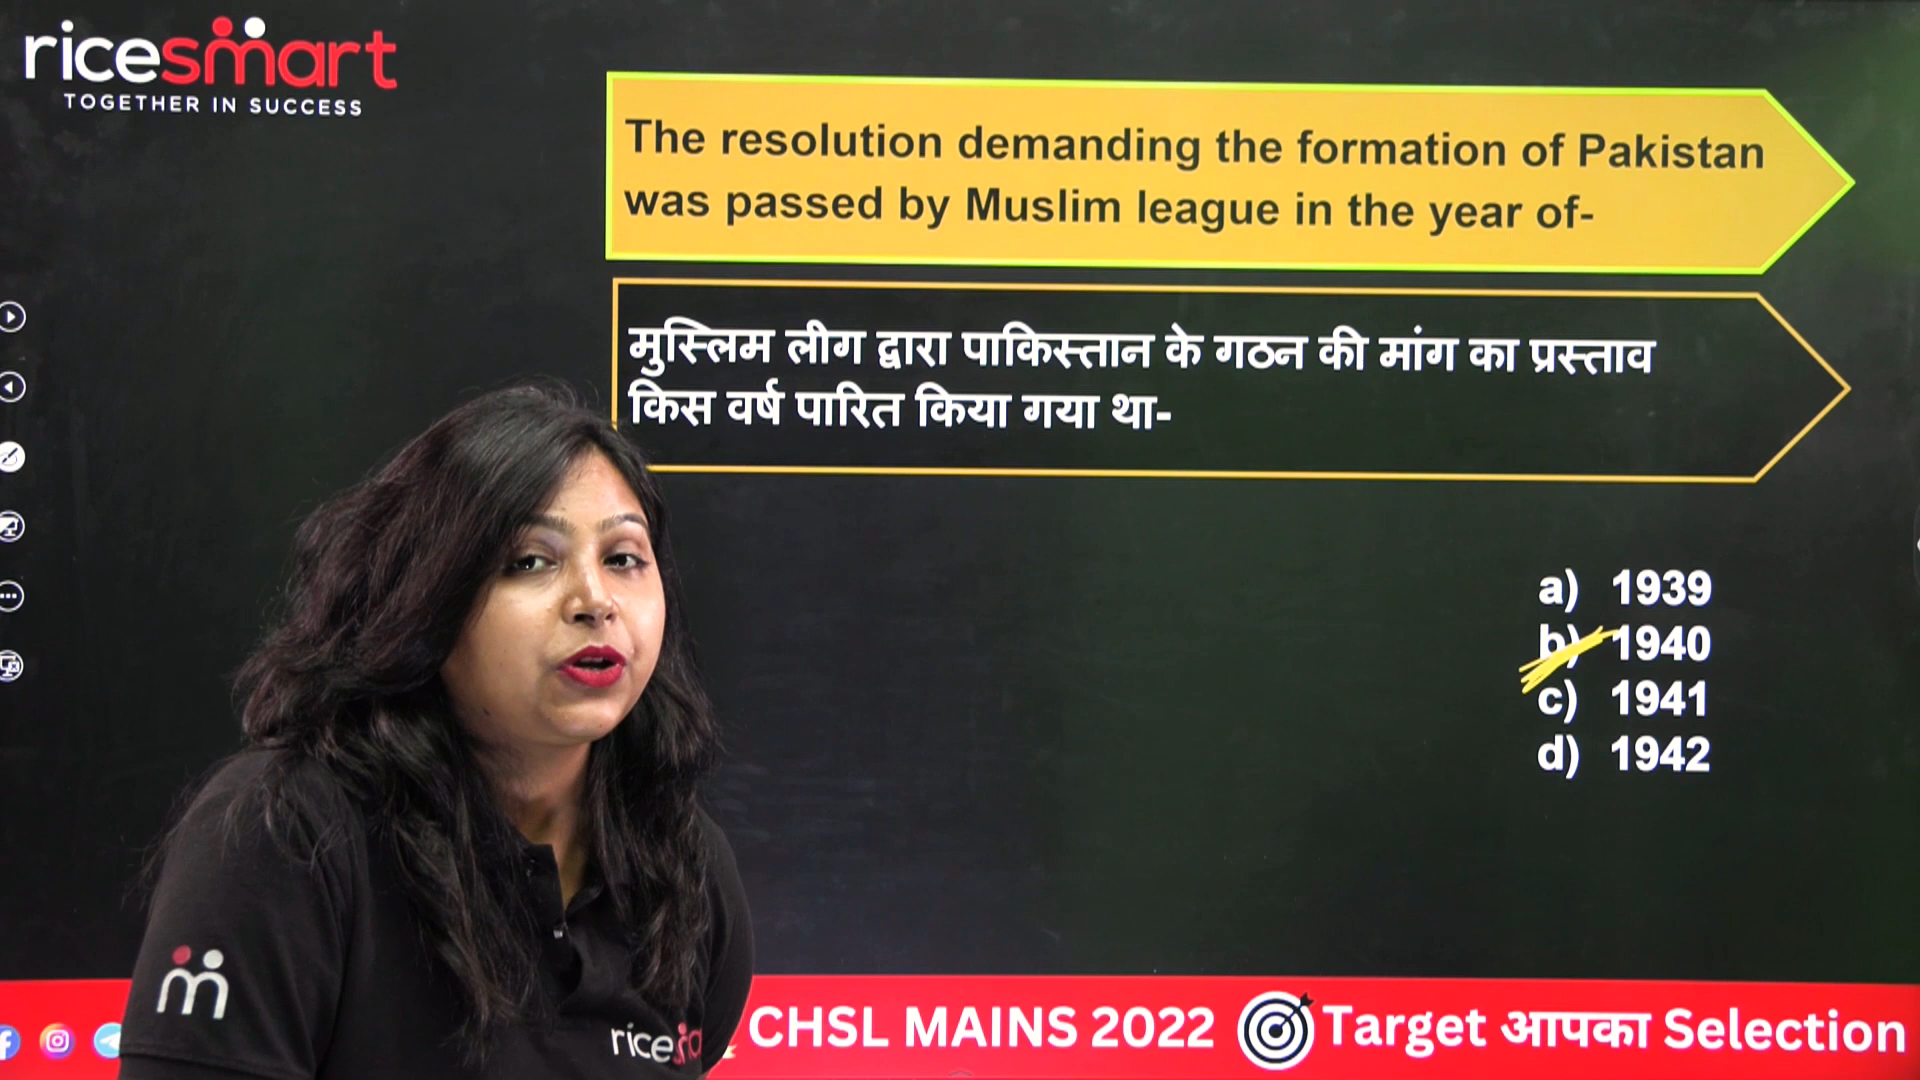 ricesmart
TOGETHER IN SUCCESS
The resolution demanding the formation of Pakistan
was passed by Muslim league in the year of-
मुस्लिम लीग द्वारा पाकिस्तान के गठन की मांग का प्रस्ताव
किस वर्ष पारित किया गया था-
a) 1939
b) 1940
c) 1941
d) 1942
CHSL MAINS 2022 Target आपका Selection